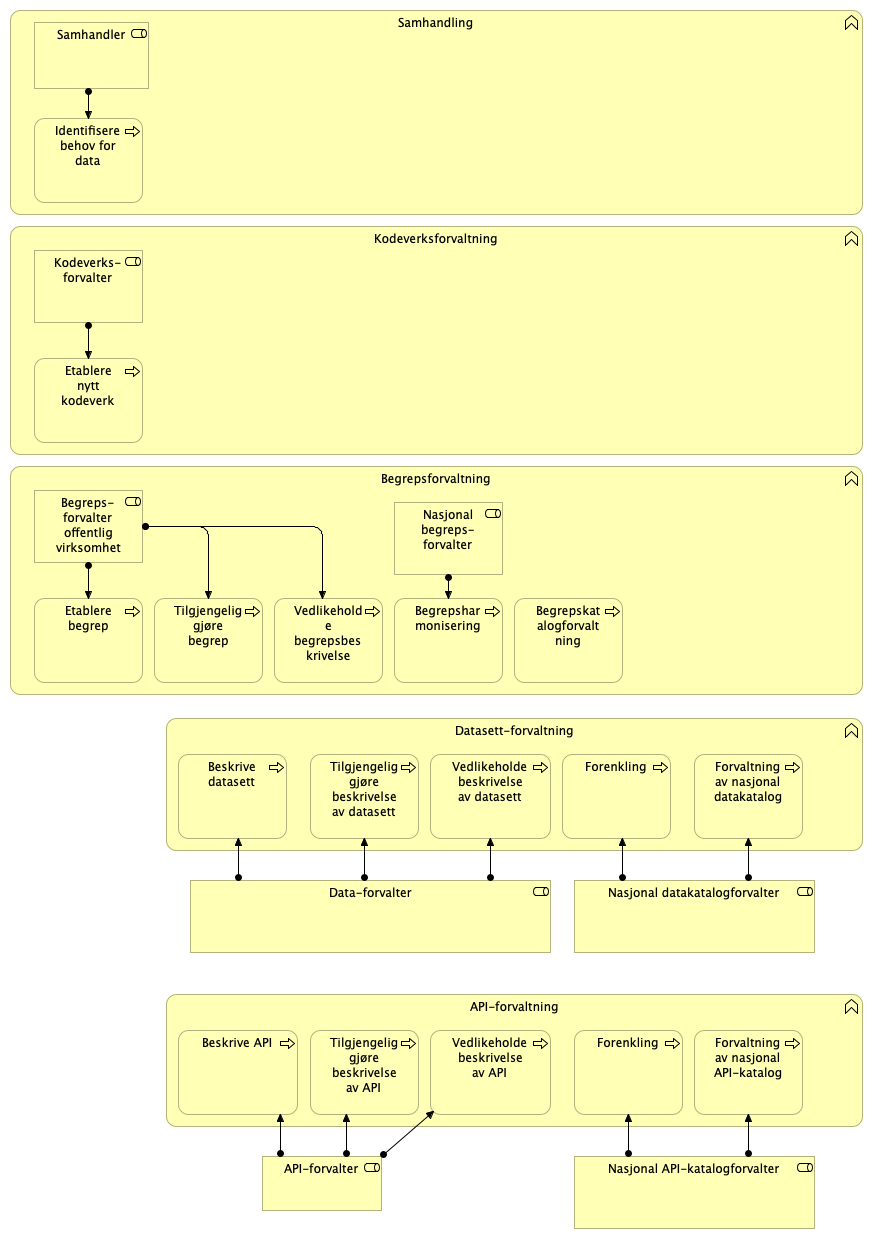 Samhandling
Samhandler
Identifisere
behov for
data
Kodeverksforvaltning
Kodeverks-
forvalter
Etablere
nytt
kodeverk
Begrepsforvaltning
Begreps-
forvalter
offentlig
virksomhet
Nasjonal
begreps-
forvalter
Etablere
begrep
Tilgjengelig
gjøre
begrep
Vedlikehold
e
begrepsbes
krivelse
Begrepshar
monisering
Begrepskat
alogforvalt
ning
Datasett-forvaltning
Beskrive
datasett
Tilgjengelig
gjøre
beskrivelse
av datasett
Vedlikeholde
beskrivelse
av datasett
Forenkling
Forvaltning
av nasjonal
datakatalog
Data-forvalter
Nasjonal datakatalogforvalter
API-forvaltning
Beskrive API
Tilgjengelig
gjøre
beskrivelse
av API
Vedlikeholde
beskrivelse
av API
Forenkling
Forvaltning
av nasjonal
API-katalog
API-forvalter
Nasjonal API-katalogforvalter